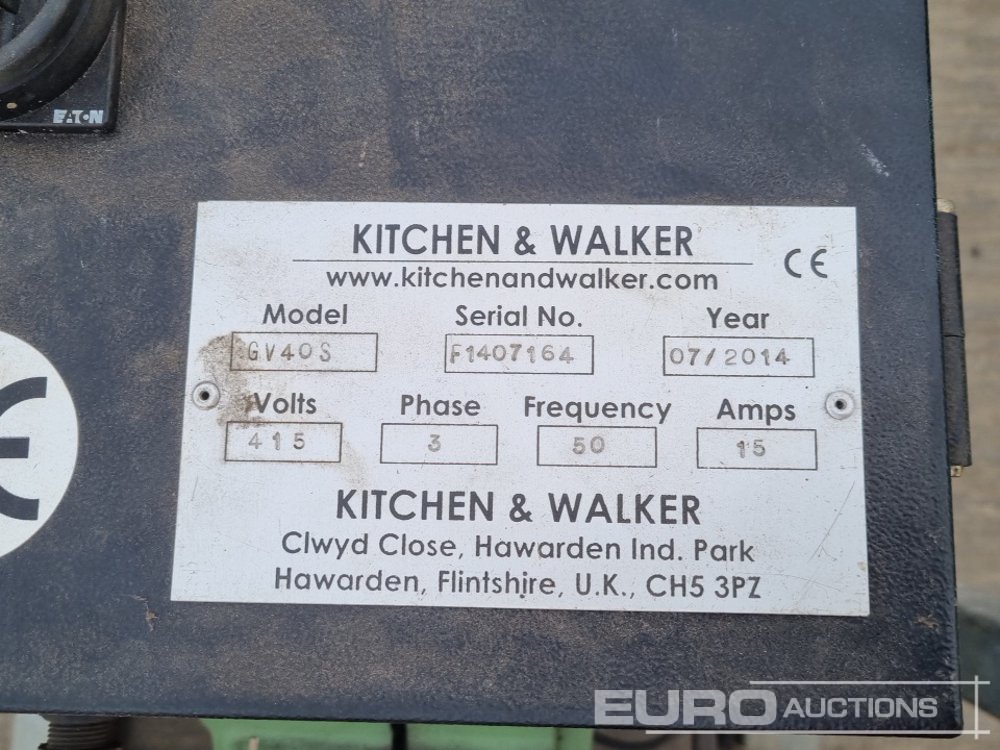 EATON
KITCHEN & WALKER
CE
www.kitchenandwalker.com
Model Serial No. Year
GV40S F1407164 07/2014
Volts Phase Frequency Amps
415 3 50 15
KITCHEN & WALKER
Clwyd Close, Hawarden Ind. Park
Hawarden, Flintshire, U.K., CH5 3PZ
EURO AUCTIONS